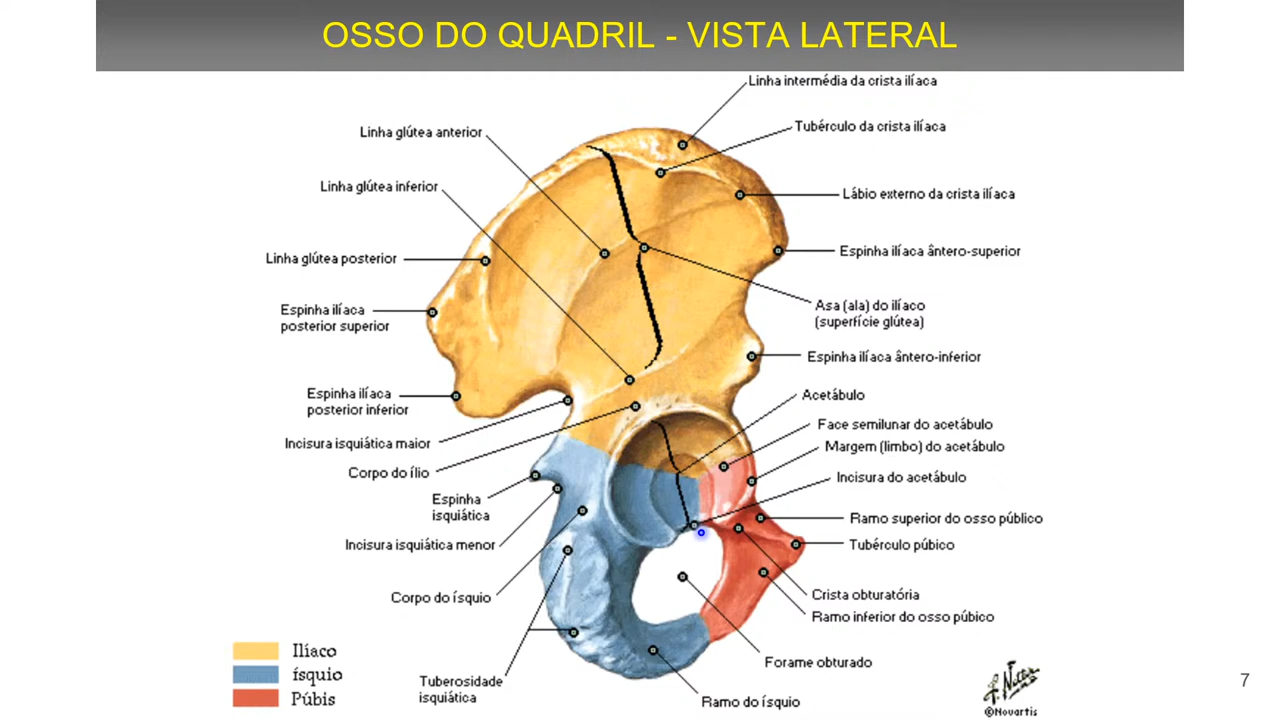 OSSO DO QUADRIL - VISTA LATERAL
Linha intermédia da crista ilíaca
Tubérculo da crista ilíaca
Linha glútea anterior
Linha glútea inferior
Lábio externo da crista ilíaca
Linha glútea posterior
Espinha ilíaca ântero-superior
Espinha ilíaca
posterior superior
Asa (ala) do ilíaco
(superfície glútea)
Espinha ilíaca ântero-inferior
Espinha ilíaca
posterior inferior
Acetábulo
Face semilunar do acetábulo
Incisura isquiática maior
Margem (limbo) do acetábulo
Corpo do ílio
Incisura do acetábulo
Espinha
isquiática
Ramo superior do osso público
Incisura isquiática menor
Tubérculo púbico
Corpo do ísquio
Crista obturatória
Ramo inferior do osso púbico
Ilíaco
ísquio
Púbis
Forame obturado
Tuberosidade
isquiática
Ramo do ísquio
©Novartis
7